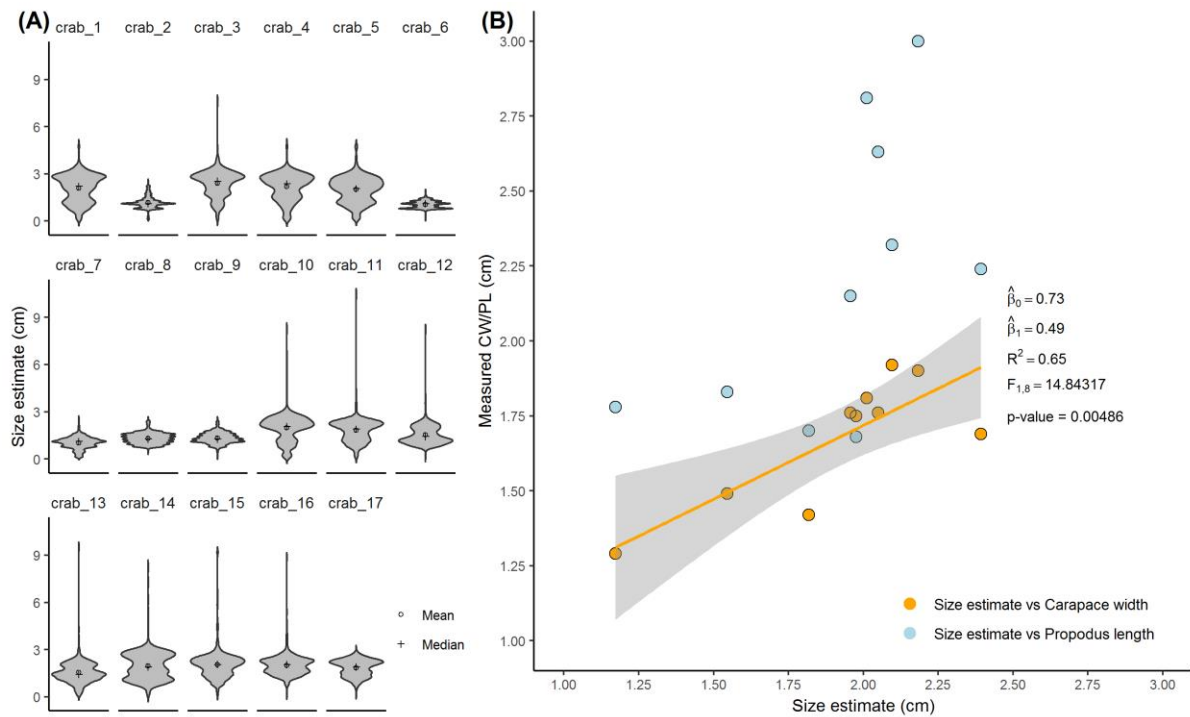 (A)
crab_1 crab_2 crab_3 crab_4 crab_5 crab_6
9
6
3
0
crab_7 crab_8 crab_9 crab_10 crab_11 crab_12
9
6
3
0
crab_13 crab_14 crab_15 crab_16 crab_17
9
6
3
0
Size estimate (cm)
Mean
Median
(B)
3.00
2.75
2.50
2.25
2.00
1.75
1.50
1.25
1.00
Measured CW/PL (cm)
β̂₀ = 0.73
β̂₁ = 0.49
R² = 0.65
F₁,₈ = 14.84317
p-value = 0.00486
Size estimate vs Carapace width
Size estimate vs Propodus length
1.00 1.25 1.50 1.75 2.00 2.25 2.50 2.75 3.00
Size estimate (cm)